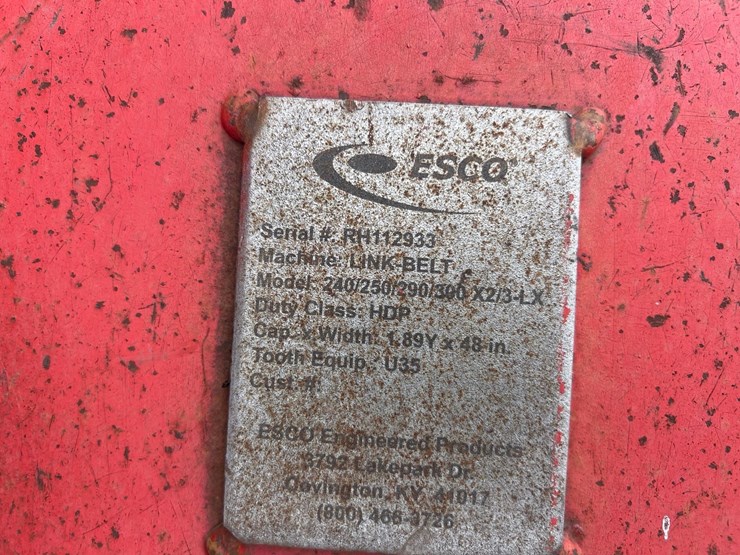 ESCO
Serial #: RH112933
Machine: LINK-BELT
Model: 240/250/290/300 X2/3-LX
Duty Class: HDP
Cap. x Width: 1.89Y x 48-in.
Tooth Equip.: U35
Cust. #:
ESCO Engineered Products
3792 Lakepark Dr
Covington, KY 41017
(800) 466-3726